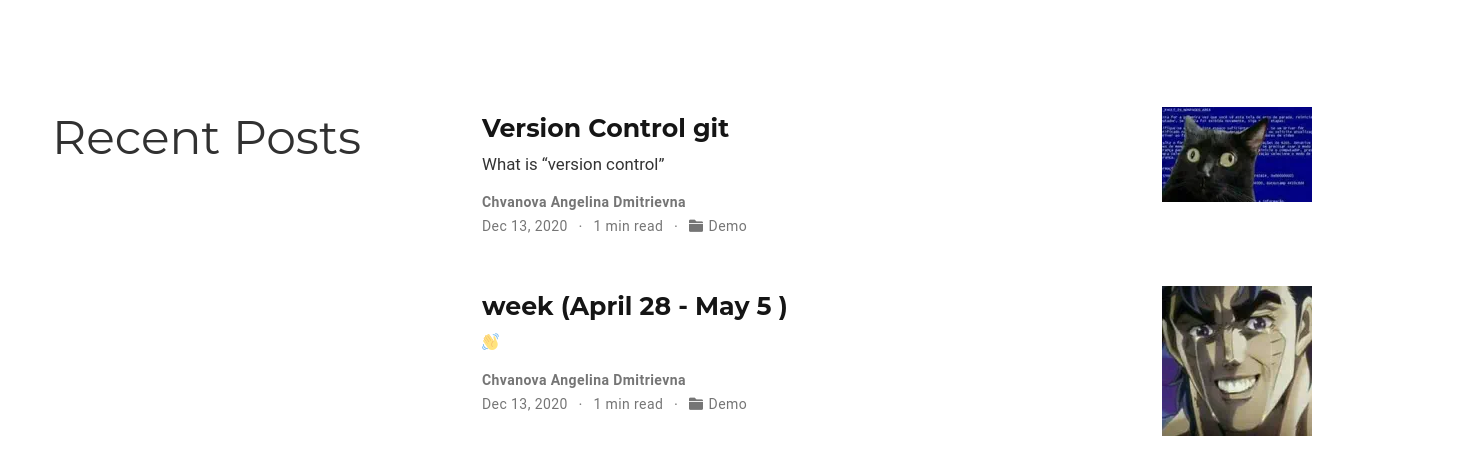 Recent Posts
Version Control git
What is “version control”
Chvanova Angelina Dmitrievna
Dec 13, 2020 · 1 min read · Demo
week (April 28 - May 5 )
👋
Chvanova Angelina Dmitrievna
Dec 13, 2020 · 1 min read · Demo